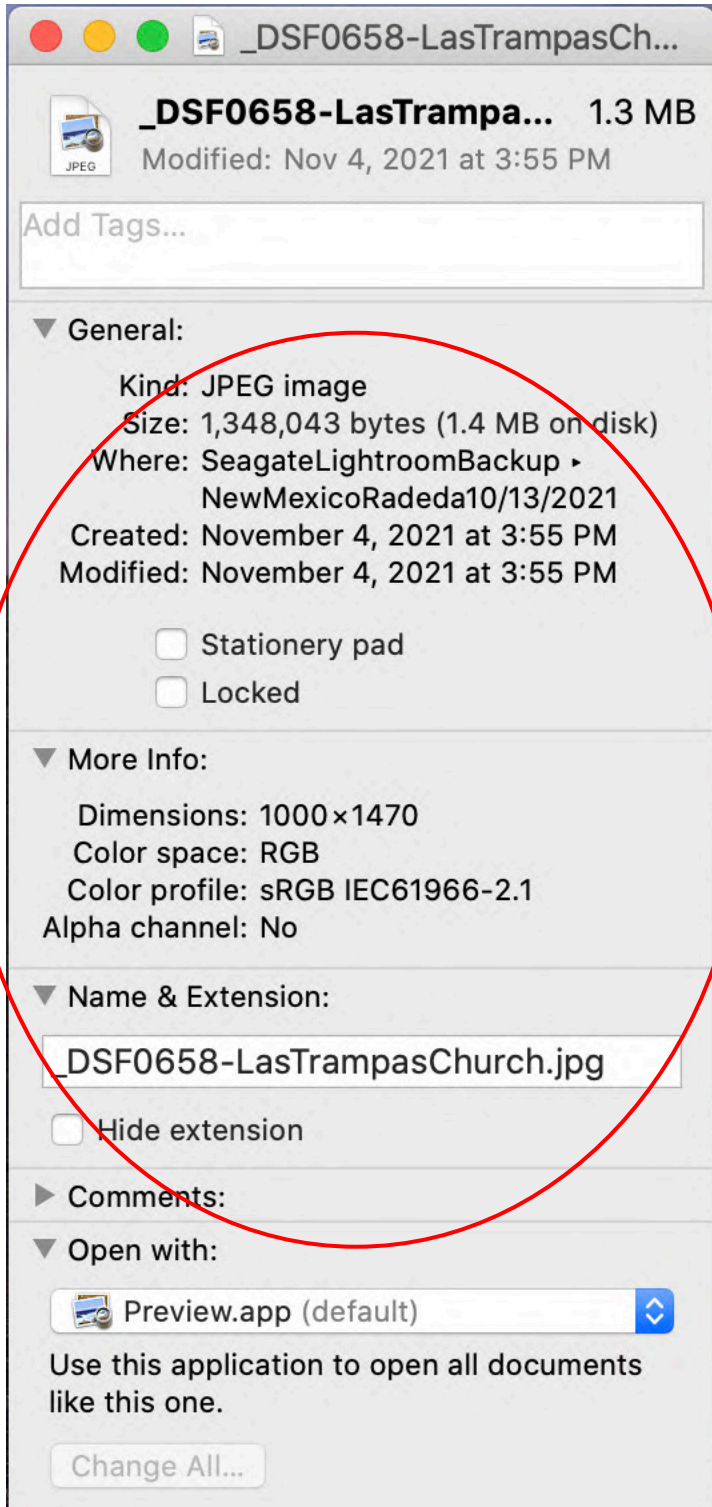 _DSF0658-LasTrampasCh...
_DSF0658-LasTrampa... 1.3 MB
JPEG
Modified: Nov 4, 2021 at 3:55 PM
Add Tags...
General:
Kind: JPEG image
Size: 1,348,043 bytes (1.4 MB on disk)
Where: SeagateLightroomBackup ▸
NewMexicoRadeda10/13/2021
Created: November 4, 2021 at 3:55 PM
Modified: November 4, 2021 at 3:55 PM
Stationery pad
Locked
More Info:
Dimensions: 1000×1470
Color space: RGB
Color profile: sRGB IEC61966-2.1
Alpha channel: No
Name & Extension:
_DSF0658-LasTrampasChurch.jpg
Hide extension
Comments:
Open with:
Preview.app (default)
Use this application to open all documents
like this one.
Change All...